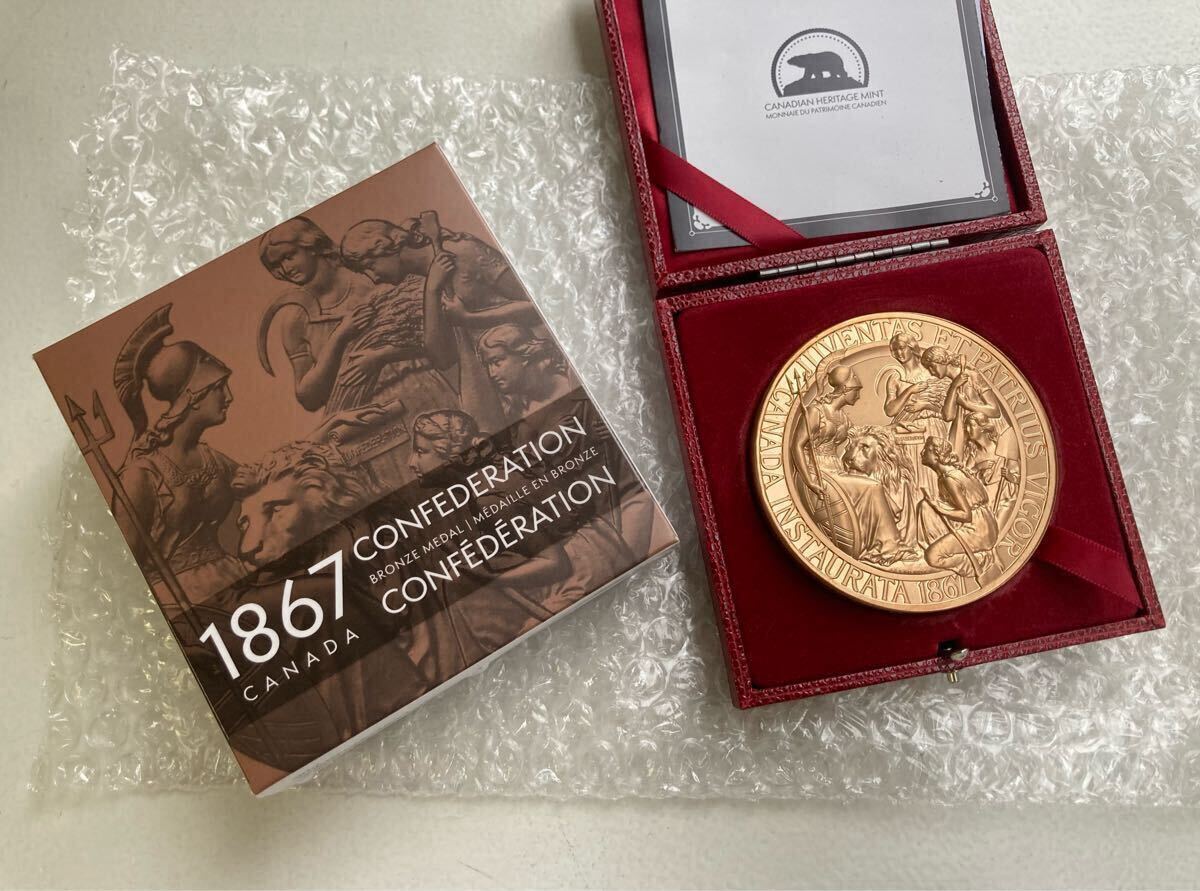 1867
CANADA
CONFEDERATION
BRONZE MEDAL | MÉDAILLE EN BRONZE
CONFÉDÉRATION
CANADIAN HERITAGE MINT
MONNAIE DU PATRIMOINE CANADIEN
JUVENTAS ET PATRIUS VIGOR
CANADA INSTAURATA 1867